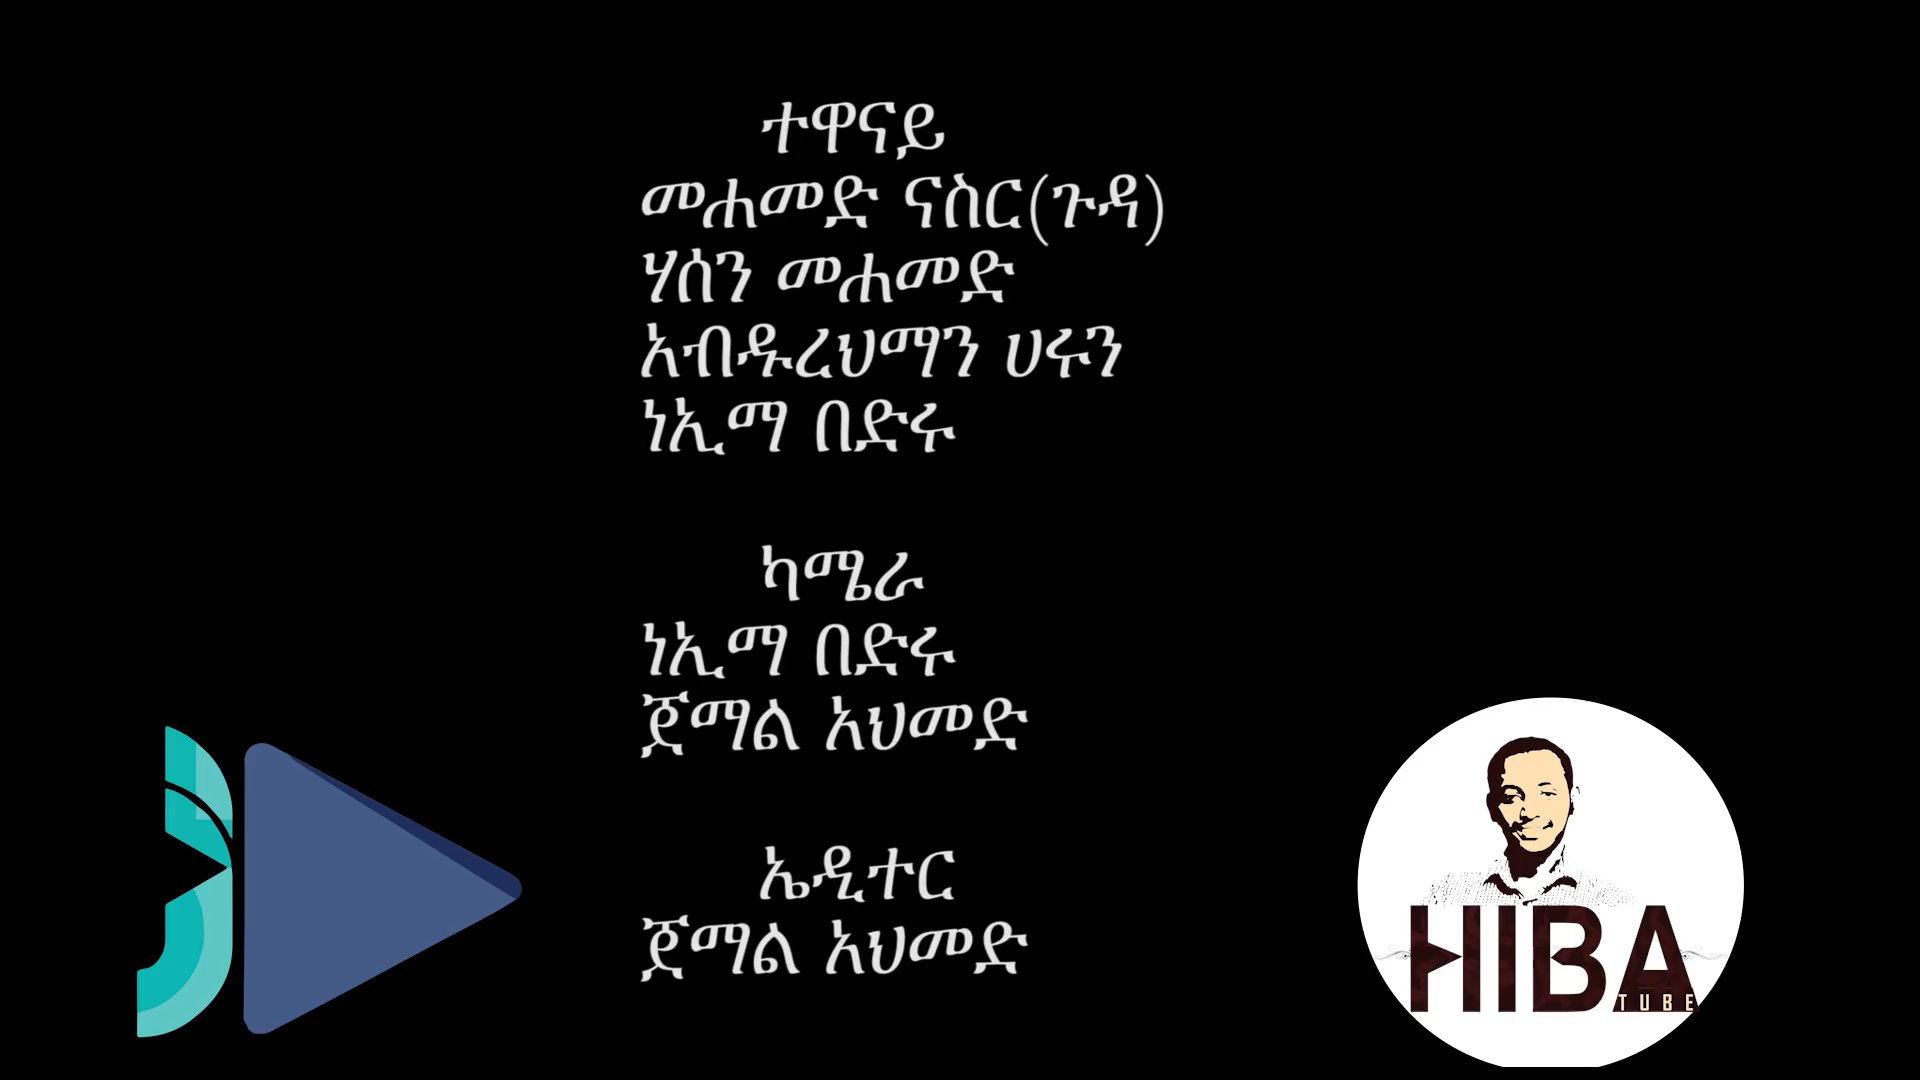 ተዋናይ
መሐመድ ናስር(ጉዳ)
ሃሰን መሐመድ
አብዱረህማን ሀሩን
ነኢማ በድሩ
ካሜራ
ነኢማ በድሩ
ጀማል አህመድ
ኤዲተር
ጀማል አህመድ
HIBA
TUBE